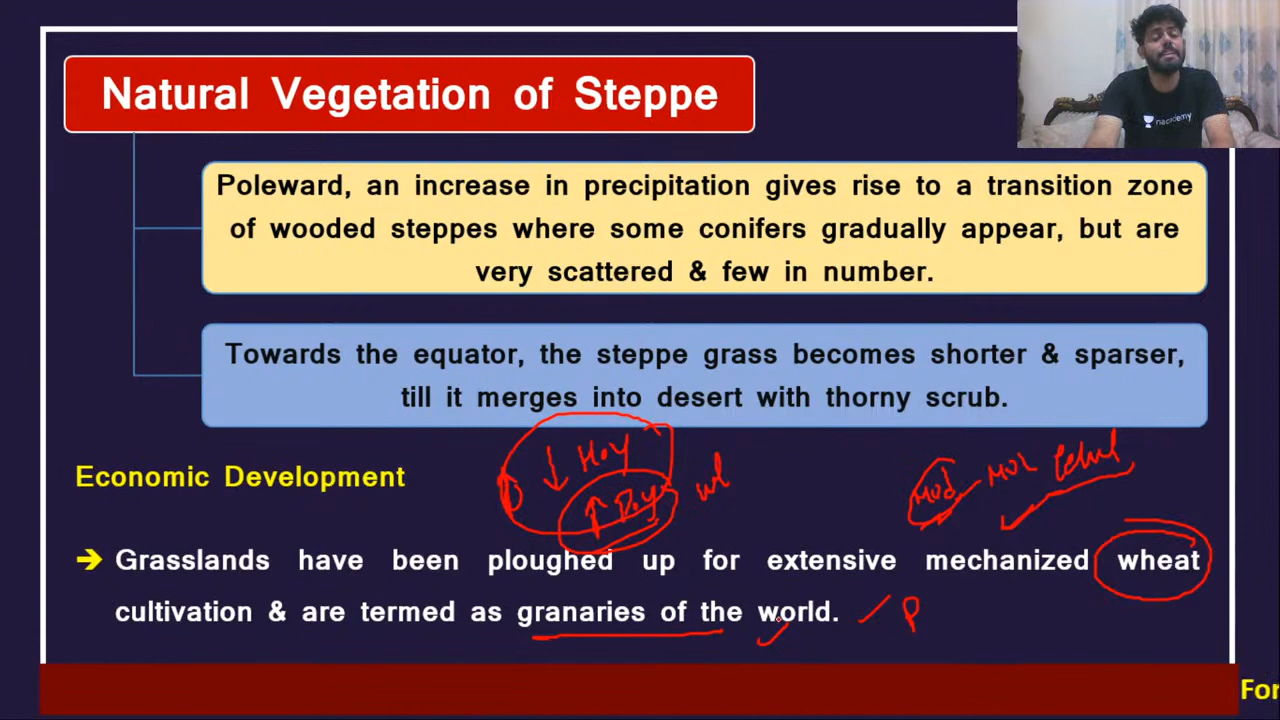 Natural Vegetation of Steppe
Poleward, an increase in precipitation gives rise to a transition zone
of wooded steppes where some conifers gradually appear, but are
very scattered & few in number.
Towards the equator, the steppe grass becomes shorter & sparser,
till it merges into desert with thorny scrub.
Economic Development
Grasslands have been ploughed up for extensive mechanized wheat
cultivation & are termed as granaries of the world.
P
For